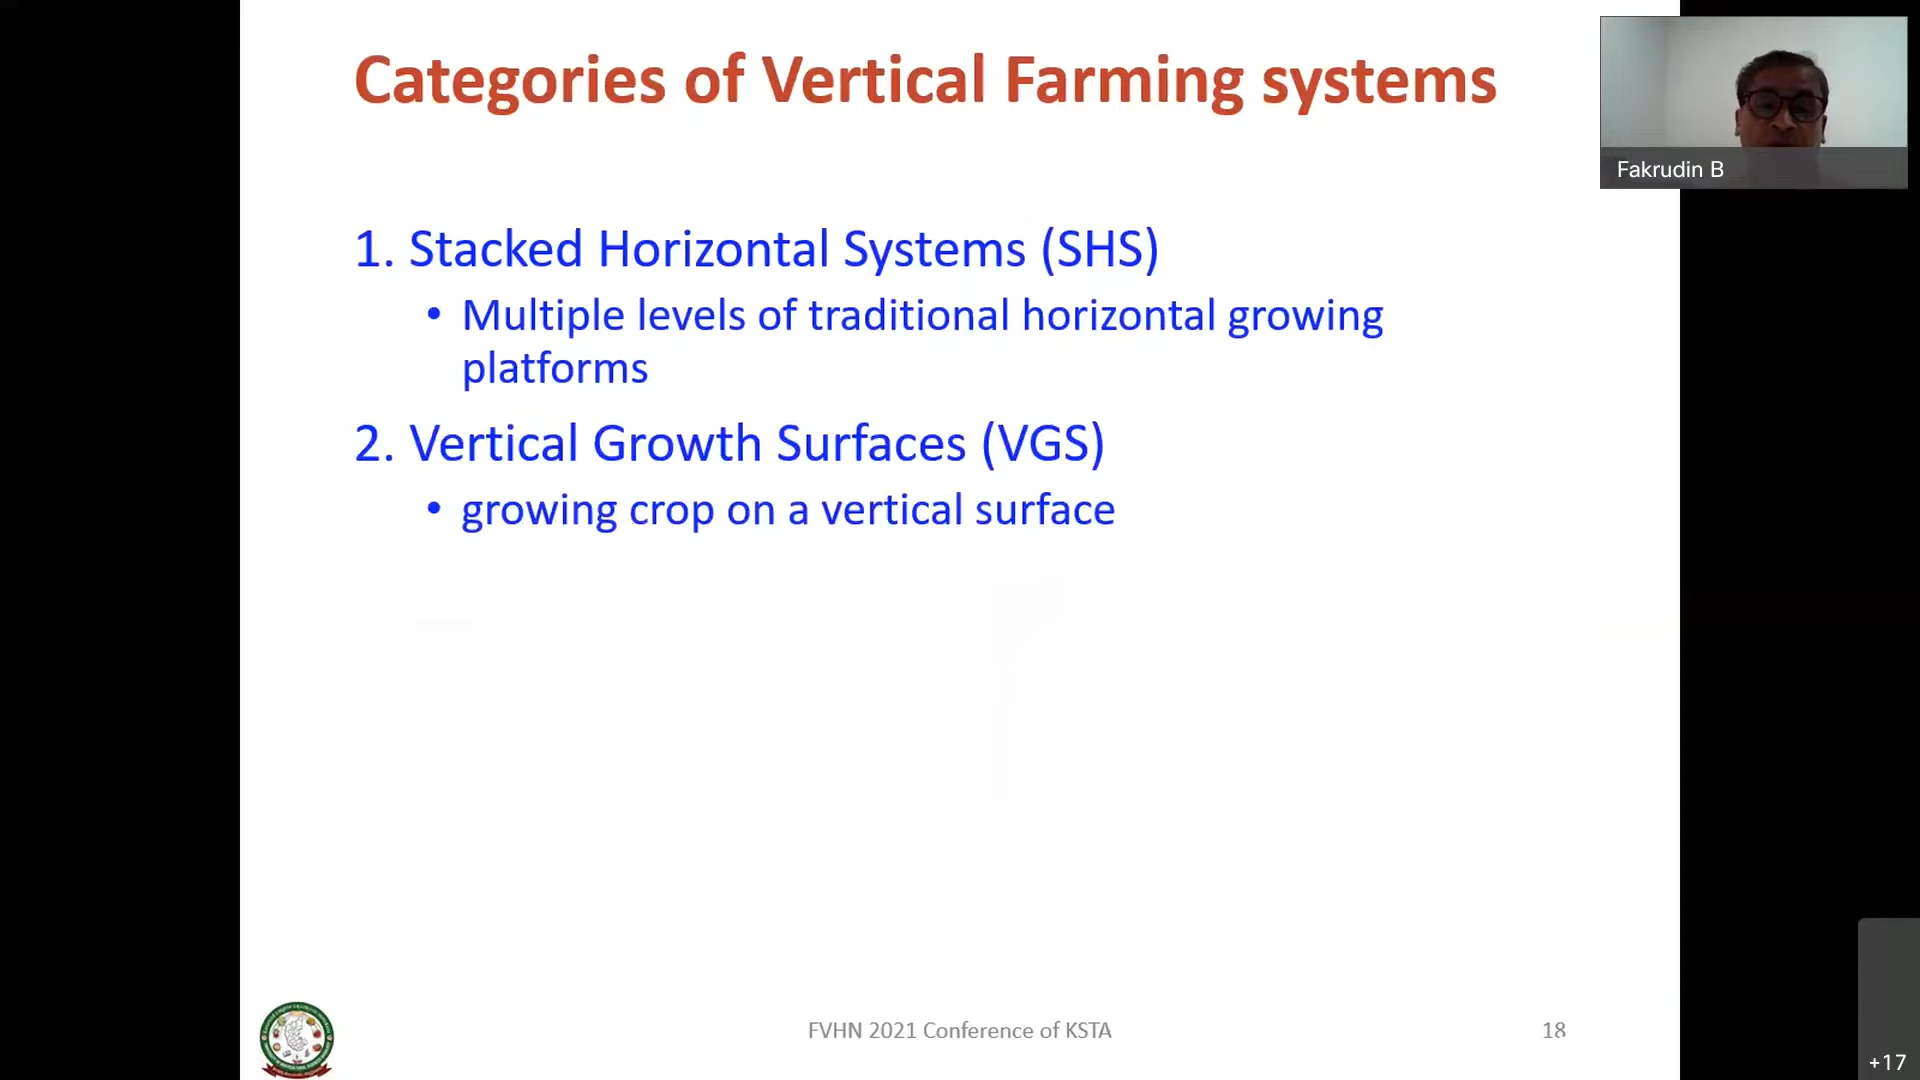 Categories of Vertical Farming systems
Fakrudin B
1. Stacked Horizontal Systems (SHS)
• Multiple levels of traditional horizontal growing
platforms
2. Vertical Growth Surfaces (VGS)
• growing crop on a vertical surface
FVHN 2021 Conference of KSTA
18
+17